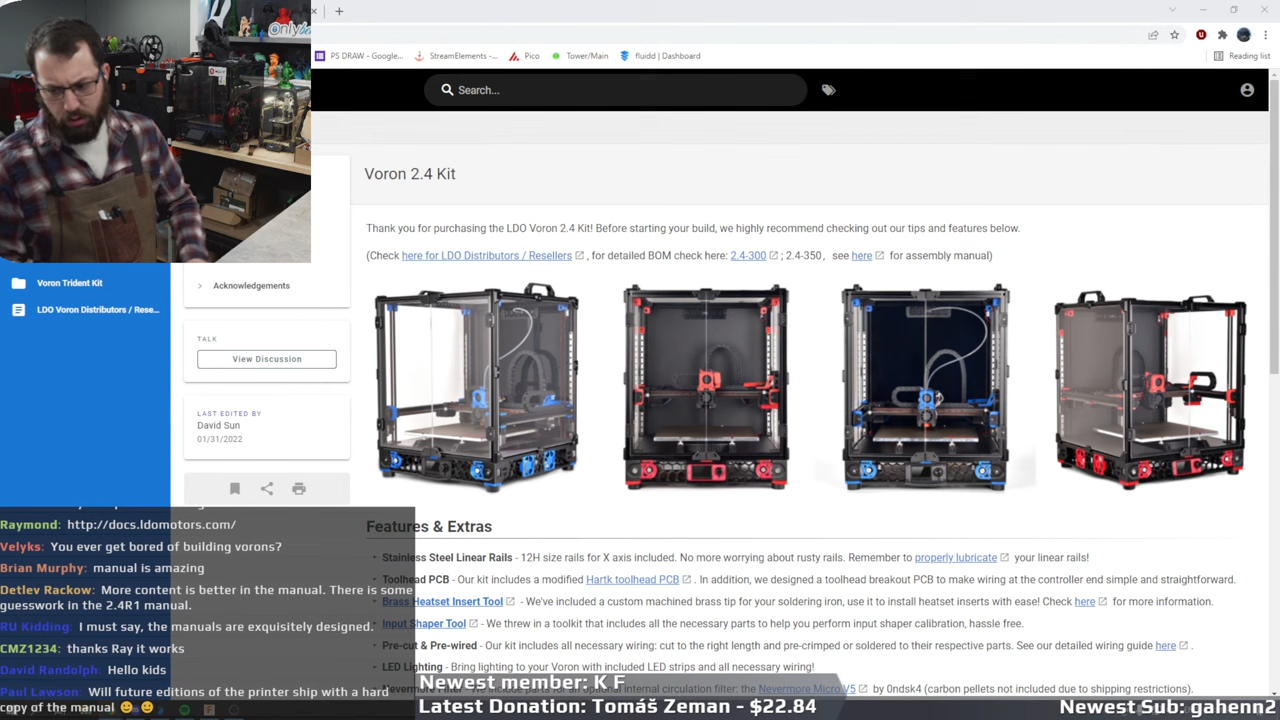 Only
PS DRAW - Google...
StreamElements -...
Pico
Tower/Main
fluidd | Dashboard
Reading list
Search...
Voron 2.4 Kit
Thank you for purchasing the LDO Voron 2.4 Kit! Before starting your build, we highly recommend checking out our tips and features below.
(Check here for LDO Distributors / Resellers , for detailed BOM check here: 2.4-300 ; 2.4-350, see here for assembly manual)
Voron Trident Kit
LDO Voron Distributors / Rese...
Acknowledgements
TALK
View Discussion
LAST EDITED BY
David Sun
01/31/2022
Features & Extras
Stainless Steel Linear Rails - 12H size rails for X axis included. No more worrying about rusty rails. Remember to properly lubricate your linear rails!
Toolhead PCB - Our kit includes a modified Hartk toolhead PCB . In addition, we designed a toolhead breakout PCB to make wiring at the controller end simple and straightforward.
Brass Heatset Insert Tool - We've included a custom machined brass tip for your soldering iron, use it to install heatset inserts with ease! Check here for more information.
Input Shaper Tool - We threw in a toolkit that includes all the necessary parts to help you perform input shaper calibration, hassle free.
Pre-cut & Pre-wired - Our kit includes all necessary wiring: cut to the right length and pre-crimped or soldered to their respective parts. See our detailed wiring guide here .
LED Lighting - Bring lighting to your Voron with included LED strips and all necessary wiring!
Nevermore Filter - We include parts for an optional internal circulation filter: the Nevermore Micro V5 by 0ndsk4 (carbon pellets not included due to shipping restrictions).
Raymond: http://docs.ldomotors.com/
Velyks: You ever get bored of building vorons?
Brian Murphy: manual is amazing
Detlev Rackow: More content is better in the manual. There is some
guesswork in the 2.4R1 manual.
RU Kidding: I must say, the manuals are exquisitely designed.
CMZ1234: thanks Ray it works
David Randolph: Hello kids
Paul Lawson: Will future editions of the printer ship with a hard
copy of the manual 🙂 🙂
Newest member: K F
Latest Donation: Tomáš Zeman - $22.84
Newest Sub: gahenn2